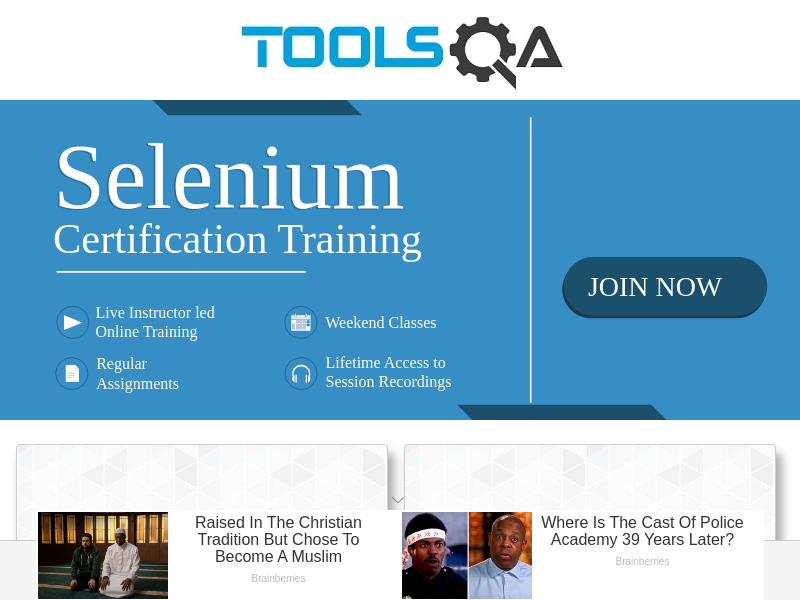 TOOLSQA
Selenium
Certification Training
JOIN NOW
Live Instructor led
Online Training
Weekend Classes
Regular
Assignments
Lifetime Access to
Session Recordings
Raised In The Christian
Tradition But Chose To
Become A Muslim
Brainberries
Where Is The Cast Of Police
Academy 39 Years Later?
Brainberries